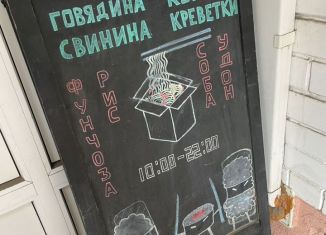 ГОВЯДИНА
СВИНИНА
КРЕВЕТКИ
ФУНЧОЗА
РИС
СОБА
УДОН
10:00-22:00